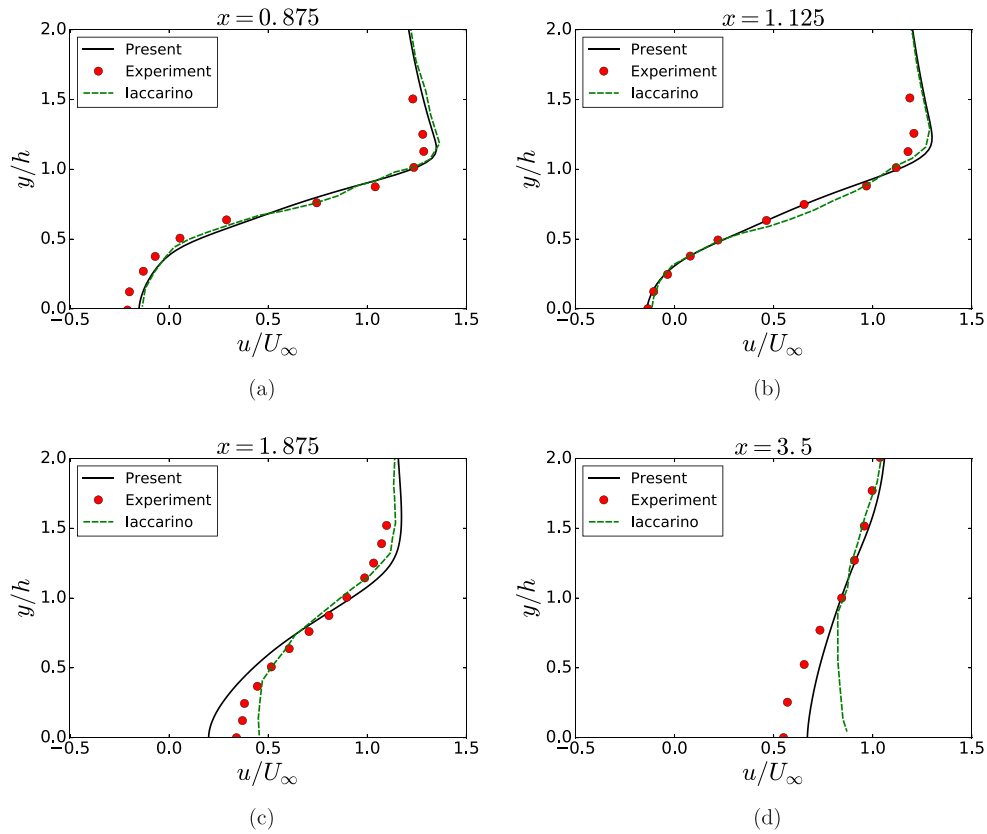 x = 0.875
2.0
1.5
1.0
0.5
0.0
y/h
Present
Experiment
Iaccarino
−0.5 0.0 0.5 1.0 1.5
u/U∞
(a)
x = 1.125
2.0
1.5
1.0
0.5
0.0
y/h
Present
Experiment
Iaccarino
−0.5 0.0 0.5 1.0 1.5
u/U∞
(b)
x = 1.875
2.0
1.5
1.0
0.5
0.0
y/h
Present
Experiment
Iaccarino
−0.5 0.0 0.5 1.0 1.5
u/U∞
(c)
x = 3.5
2.0
1.5
1.0
0.5
0.0
y/h
Present
Experiment
Iaccarino
−0.5 0.0 0.5 1.0 1.5
u/U∞
(d)